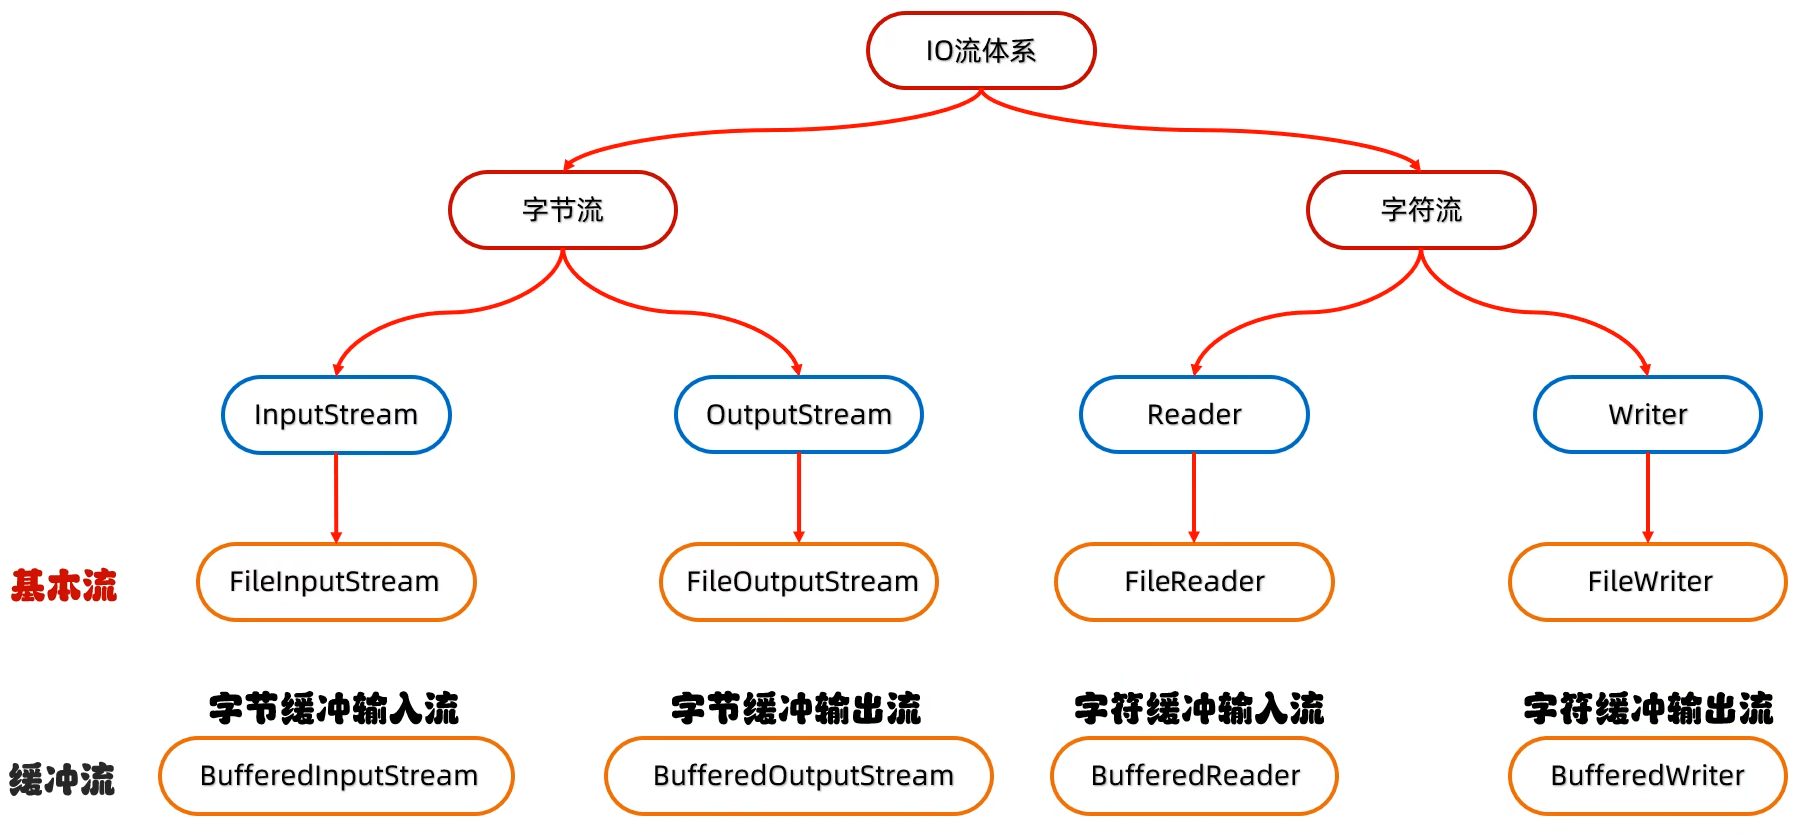 IO流体系
字节流
字符流
InputStream
OutputStream
Reader
Writer
基本流
FileInputStream
FileOutputStream
FileReader
FileWriter
字节缓冲输入流
字节缓冲输出流
字符缓冲输入流
字符缓冲输出流
缓冲流
BufferedInputStream
BufferedOutputStream
BufferedReader
BufferedWriter